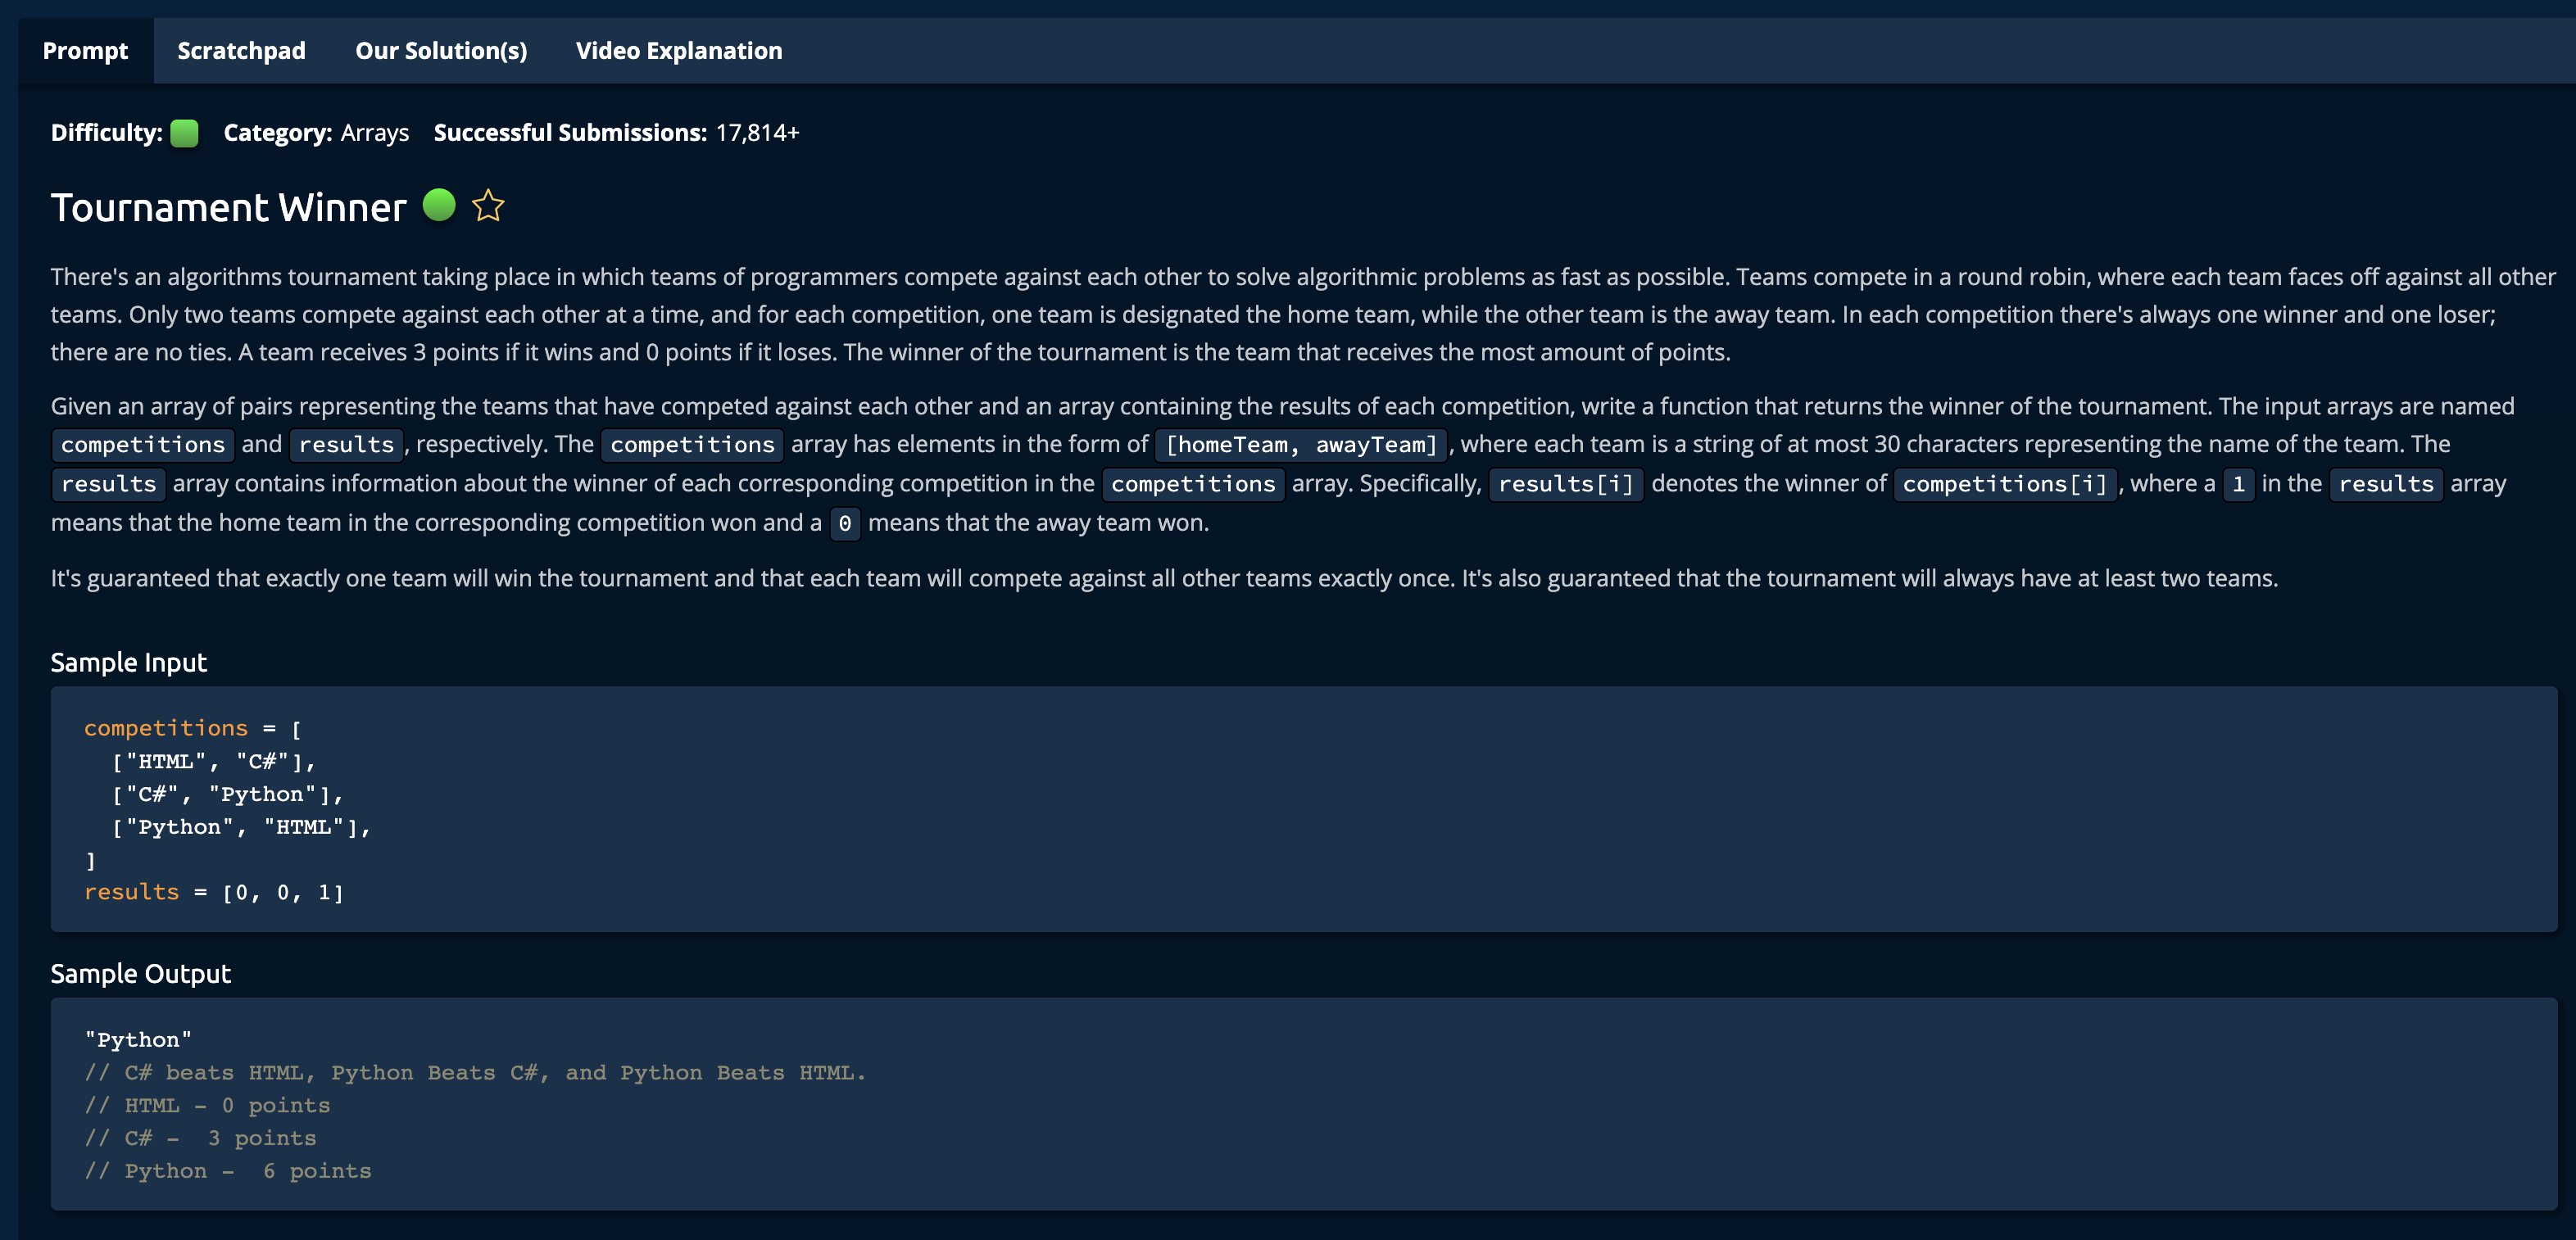 Prompt Scratchpad Our Solution(s) Video Explanation
Difficulty: Category: Arrays Successful Submissions: 17,814+
Tournament Winner
There's an algorithms tournament taking place in which teams of programmers compete against each other to solve algorithmic problems as fast as possible. Teams compete in a round robin, where each team faces off against all other
teams. Only two teams compete against each other at a time, and for each competition, one team is designated the home team, while the other team is the away team. In each competition there's always one winner and one loser;
there are no ties. A team receives 3 points if it wins and 0 points if it loses. The winner of the tournament is the team that receives the most amount of points.
Given an array of pairs representing the teams that have competed against each other and an array containing the results of each competition, write a function that returns the winner of the tournament. The input arrays are named
competitions and results, respectively. The competitions array has elements in the form of [homeTeam, awayTeam], where each team is a string of at most 30 characters representing the name of the team. The
results array contains information about the winner of each corresponding competition in the competitions array. Specifically, results[i] denotes the winner of competitions[i], where a 1 in the results array
means that the home team in the corresponding competition won and a 0 means that the away team won.
It's guaranteed that exactly one team will win the tournament and that each team will compete against all other teams exactly once. It's also guaranteed that the tournament will always have at least two teams.
Sample Input
competitions = [
["HTML", "C#"],
["C#", "Python"],
["Python", "HTML"],
]
results = [0, 0, 1]
Sample Output
"Python"
// C# beats HTML, Python Beats C#, and Python Beats HTML.
// HTML - 0 points
// C# -  3 points
// Python -  6 points